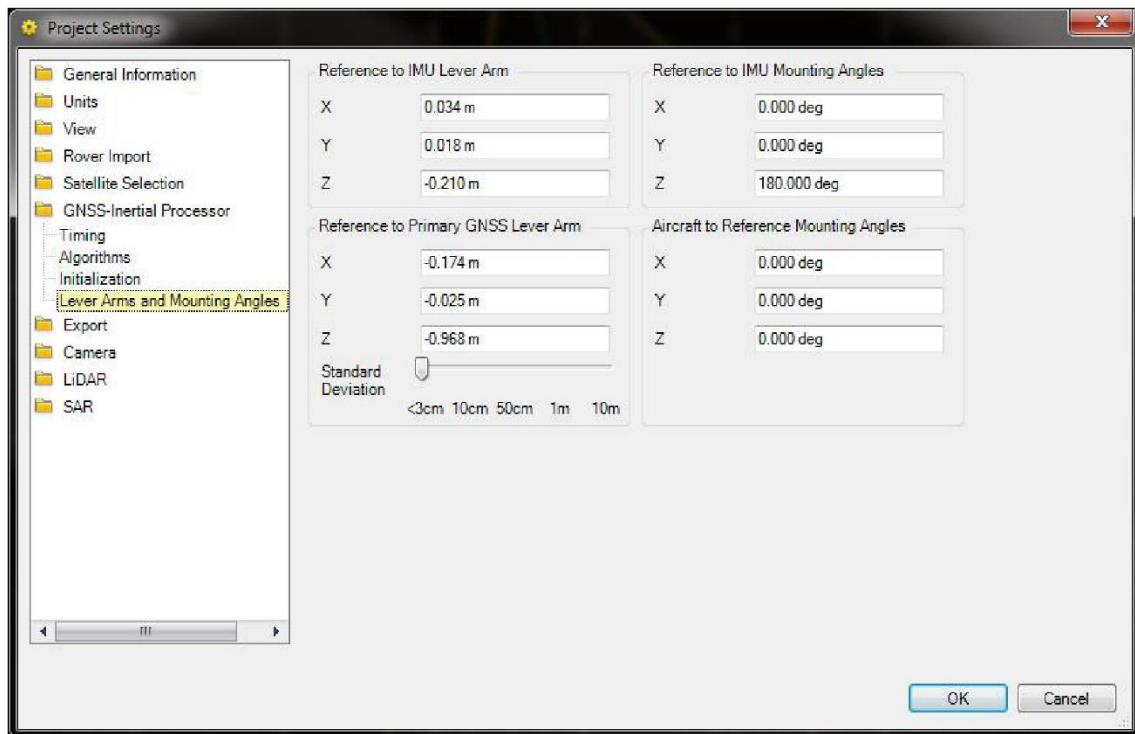 Project Settings
General Information
Units
View
Rover Import
Satellite Selection
GNSS-Inertial Processor
Timing
Algorithms
Initialization
Lever Arms and Mounting Angles
Export
Camera
LiDAR
SAR
Reference to IMU Lever Arm
X 0.034 m
Y 0.018 m
Z -0.210 m
Reference to IMU Mounting Angles
X 0.000 deg
Y 0.000 deg
Z 180.000 deg
Reference to Primary GNSS Lever Arm
X -0.174 m
Y -0.025 m
Z -0.968 m
Standard
Deviation
<3cm 10cm 50cm 1m 10m
Aircraft to Reference Mounting Angles
X 0.000 deg
Y 0.000 deg
Z 0.000 deg
OK Cancel